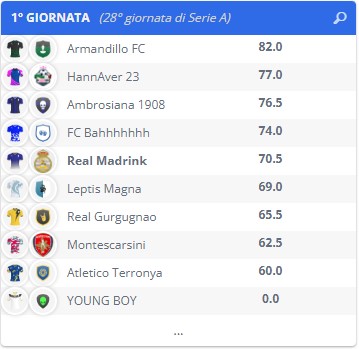 1° GIORNATA (28° giornata di Serie A)
Armandillo FC 82.0
HannAver 23 77.0
Ambrosiana 1908 76.5
FC Bahhhhhhh 74.0
Real Madrink 70.5
Leptis Magna 69.0
Real Gurgugnao 65.5
Montescarsini 62.5
Atletico Terronya 60.0
YOUNG BOY 0.0
...